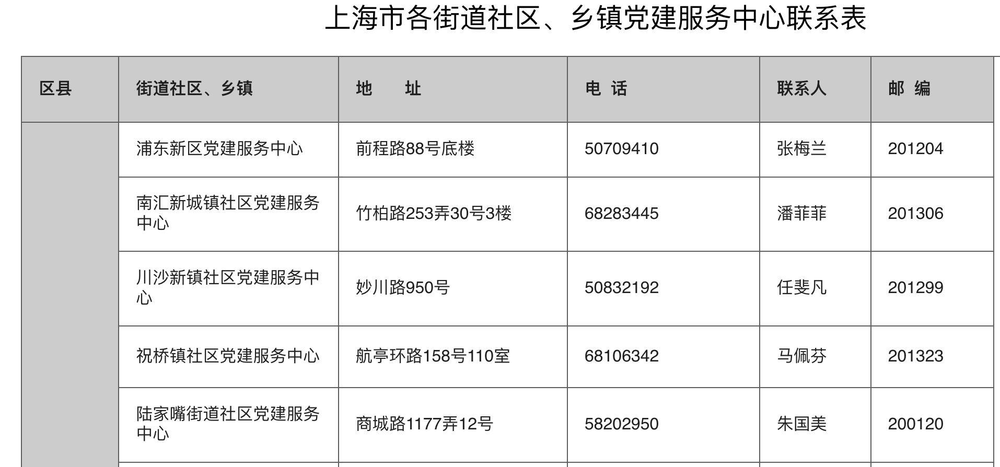 上海市各街道社区、乡镇党建服务中心联系表
区县 街道社区、乡镇 地 址 电 话 联系人 邮 编
浦东新区党建服务中心 前程路88号底楼 50709410 张梅兰 201204
南汇新城镇社区党建服务
中心 竹柏路253弄30号3楼 68283445 潘菲菲 201306
川沙新镇社区党建服务中
心 妙川路950号 50832192 任斐凡 201299
祝桥镇社区党建服务中心 航亭环路158号110室 68106342 马佩芬 201323
陆家嘴街道社区党建服务
中心 商城路1177弄12号 58202950 朱国美 200120